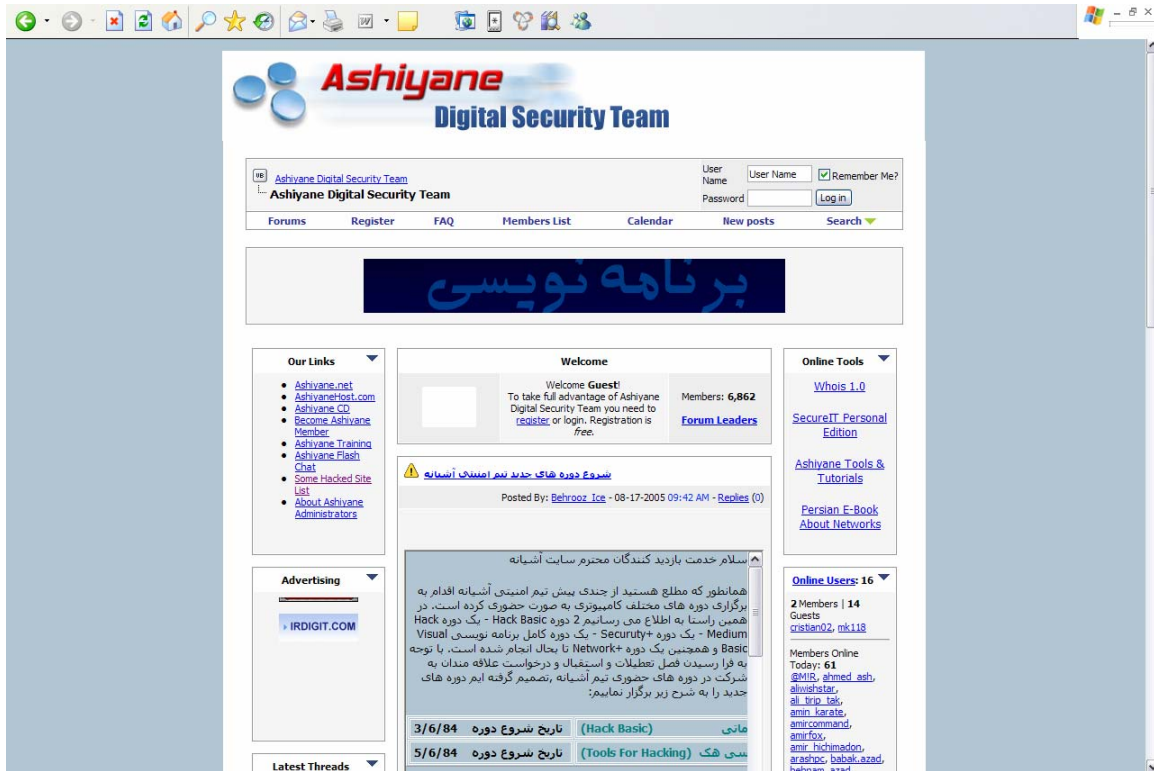 Ashiyane
Digital Security Team
Ashiyane Digital Security Team
Ashiyane Digital Security Team
User Name
User Name
Remember Me?
Password
Log in
Forums Register FAQ Members List Calendar New posts Search
برنامه نویسی
Our Links
Ashiyane.net
AshiyaneHost.com
Ashiyane CD
Become Ashiyane
Member
Ashiyane Training
Ashiyane Flash
Chat
Some Hacked Site
List
About Ashiyane
Administrators
Advertising
IRDIGIT.COM
Latest Threads
Welcome
Welcome Guest!
To take full advantage of Ashiyane
Digital Security Team you need to
register or login. Registration is
free.
Members: 6,862
Forum Leaders
شروع دوره های جدید تیم امنیتی آشیانه
Posted By: Behrooz_Ice - 08-17-2005 09:42 AM - Replies (0)
سلام خدمت بازدید کنندگان محترم سایت آشیانه
همانطور که مطلع هستید از چندی پیش تیم امنیتی آشیانه اقدام به
برگزاری دوره های مختلف کامپیوتری به صورت حضوری کرده است. در
همین راستا به اطلاع می رسانیم 2 دوره Hack Basic - یک دوره Hack
Medium - یک دوره +Securuty - یک دوره کامل برنامه نویسی Visual
Basic و همچنین یک دوره +Network تا بحال انجام شده است. با توجه
به فرا رسیدن فصل تعطیلات و استقبال و درخواست علاقه مندان به
شرکت در دوره های حضوری تیم آشیانه ,تصمیم گرفته ایم دوره های
جدید را به شرح زیر برگزار نماییم:
ماتی (Hack Basic) تاریخ شروع دوره 3/6/84
سی هک (Tools For Hacking) تاریخ شروع دوره 5/6/84
Online Tools
Whois 1.0
SecureIT Personal
Edition
Ashiyane Tools &
Tutorials
Persian E-Book
About Networks
Online Users: 16
2 Members | 14
Guests
cristian02, mk118
Members Online
Today: 61
@M!R, ahmed_ash,
aliwishstar,
ali_tirip_tak,
amin_karate,
amircommand,
amirfox,
amir_hichimadon,
arashpc, babak.azad,
behnam_azad